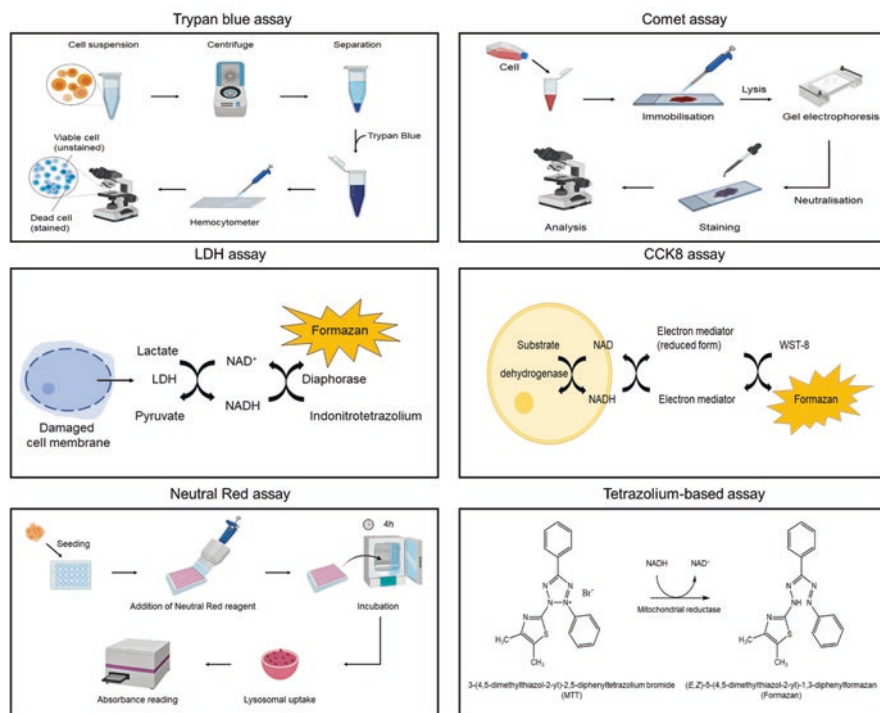 Trypan blue assay
Cell suspension
Centrifuge
Separation
Trypan Blue
Viable cell
(unstained)
Dead cell
(stained)
Hemocytometer
Comet assay
Cell
Immobilisation
Lysis
Gel electrophoresis
Neutralisation
Staining
Analysis
LDH assay
Damaged
cell membrane
Lactate
LDH
Pyruvate
NAD⁺
NADH
Formazan
Diaphorase
Indonitrotetrazolium
CCK8 assay
Substrate
dehydrogenase
NAD
NADH
Electron mediator
(reduced form)
Electron mediator
WST-8
Formazan
Neutral Red assay
Seeding
Addition of Neutral Red reagent
4h
Incubation
Lysosomal uptake
Absorbance reading
Tetrazolium-based assay
N
N
N
N+
Br⁻
N
S
H₃C
CH₃
3-(4,5-dimethylthiazol-2-yl)-2,5-diphenyltetrazolium bromide
(MTT)
NADH
NAD⁺
Mitochondrial reductase
N
N
NH
N
N
S
H₃C
CH₃
(E,Z)-5-(4,5-dimethylthiazol-2-yl)-1,3-diphenylformazan
(Formazan)